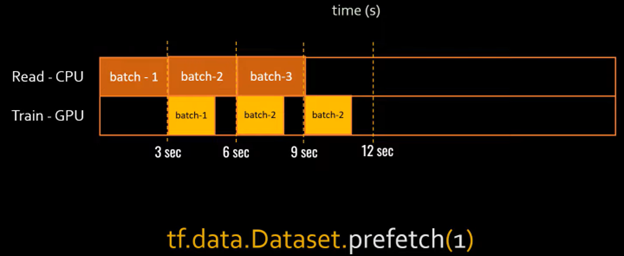 time (s)
Read - CPU batch - 1 batch-2 batch-3
Train - GPU batch-1 batch-2 batch-2
3 sec 6 sec 9 sec 12 sec
tf.data.Dataset.prefetch(1)